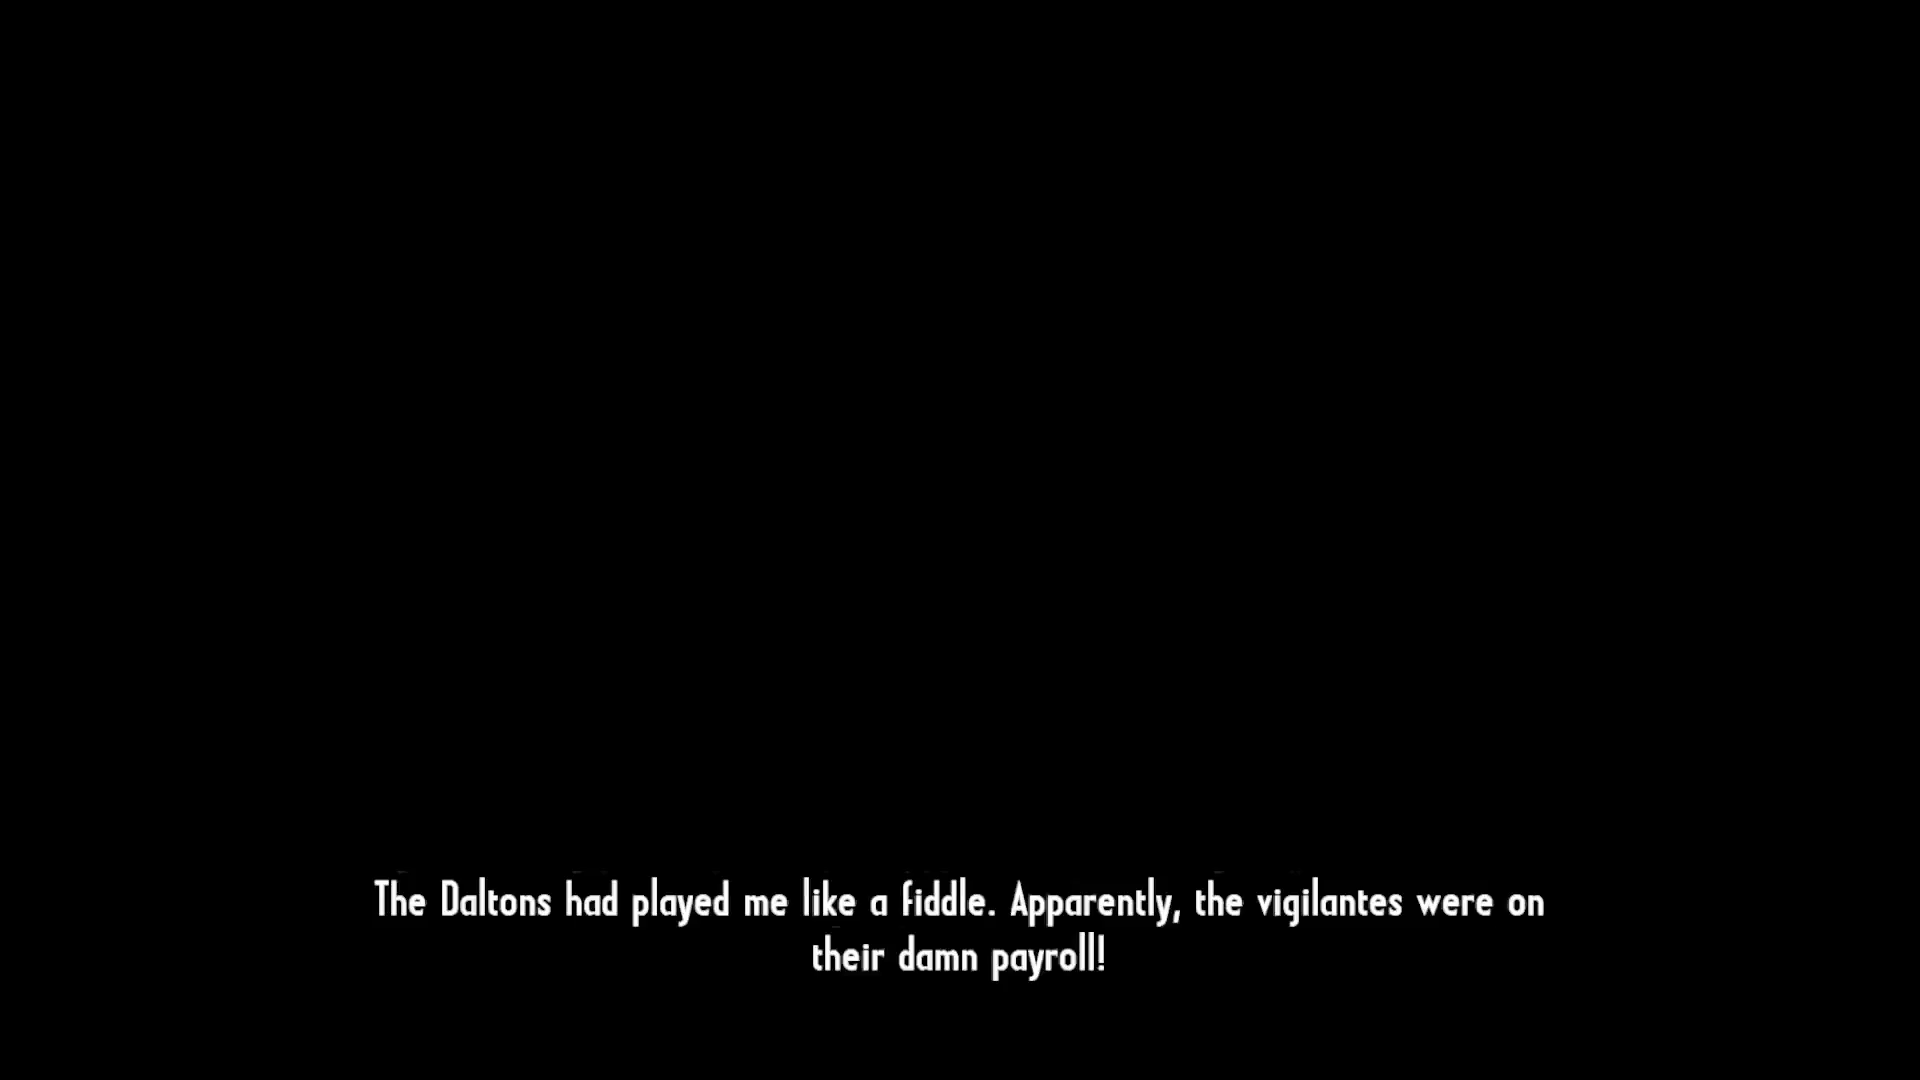 The Daltons had played me like a fiddle. Apparently, the vigilantes were on
their damn payroll!